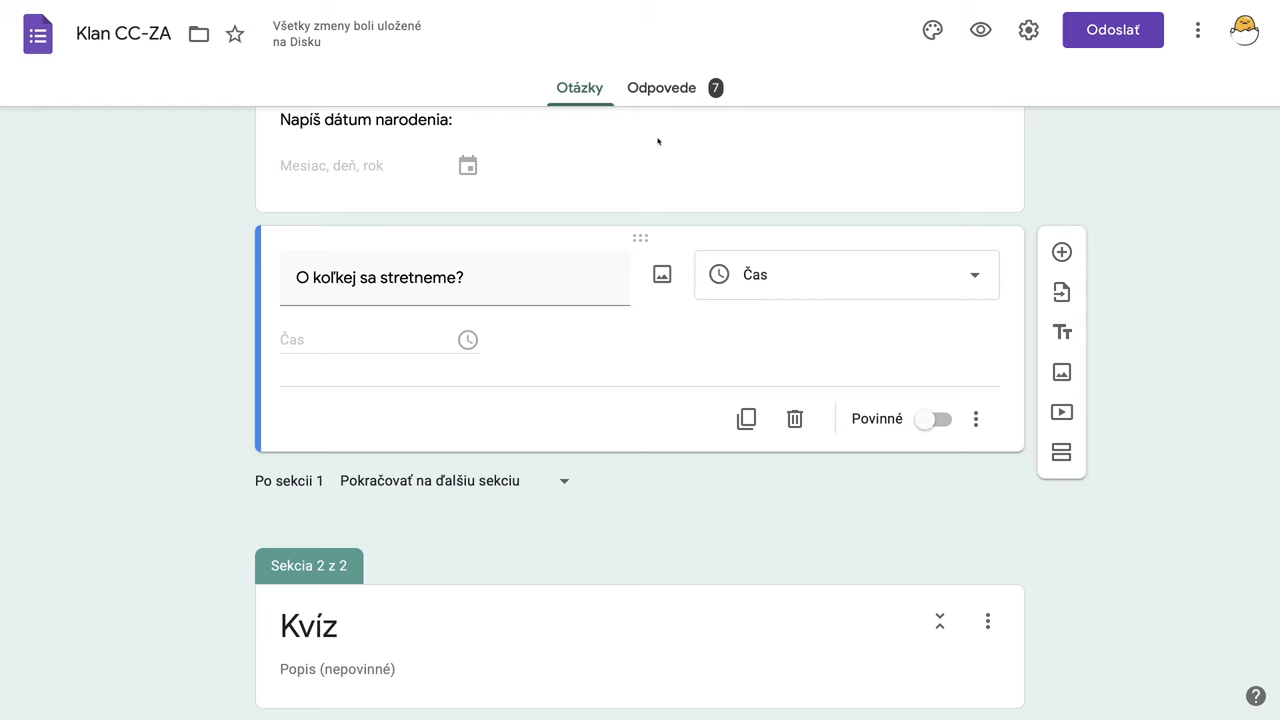 Klan CC-ZA
Všetky zmeny boli uložené
na Disku
Odoslať
Otázky
Odpovede 7
Napíš dátum narodenia:
Mesiac, deň, rok
O koľkej sa stretneme?
Čas
Čas
Povinné
Po sekcii 1 Pokračovať na ďalšiu sekciu
Sekcia 2 z 2
Kvíz
Popis (nepovinné)